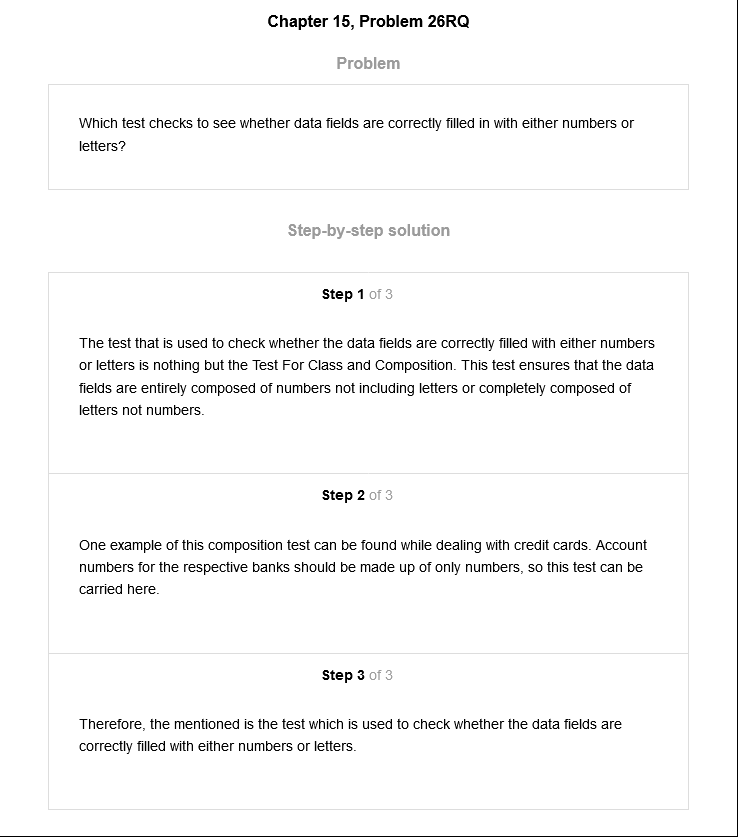 Chapter 15, Problem 26RQ
Problem
Which test checks to see whether data fields are correctly filled in with either numbers or
letters?
Step-by-step solution
Step 1 of 3
The test that is used to check whether the data fields are correctly filled with either numbers
or letters is nothing but the Test For Class and Composition. This test ensures that the data
fields are entirely composed of numbers not including letters or completely composed of
letters not numbers.
Step 2 of 3
One example of this composition test can be found while dealing with credit cards. Account
numbers for the respective banks should be made up of only numbers, so this test can be
carried here.
Step 3 of 3
Therefore, the mentioned is the test which is used to check whether the data fields are
correctly filled with either numbers or letters.